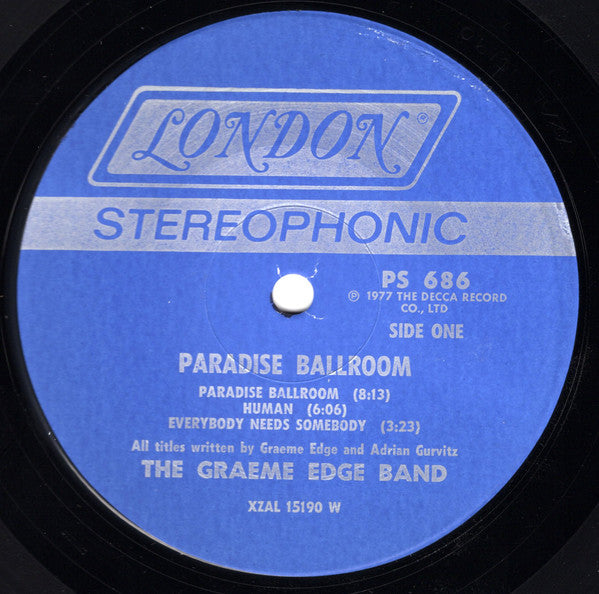 LONDON®
STEREOPHONIC
PS 686
℗ 1977 THE DECCA RECORD
CO., LTD
SIDE ONE
PARADISE BALLROOM
PARADISE BALLROOM (8:13)
HUMAN (6:06)
EVERYBODY NEEDS SOMEBODY (3:23)
All titles written by Graeme Edge and Adrian Gurvitz
THE GRAEME EDGE BAND
XZAL 15190 W